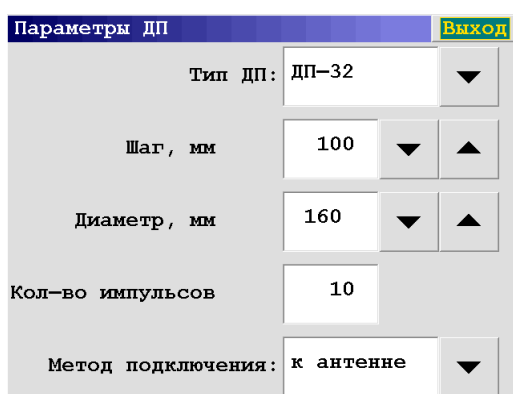 Параметры ДП Выход
Тип ДП: ДП-32
Шаг, мм 100
Диаметр, мм 160
Кол-во импульсов 10
Метод подключения: к антенне